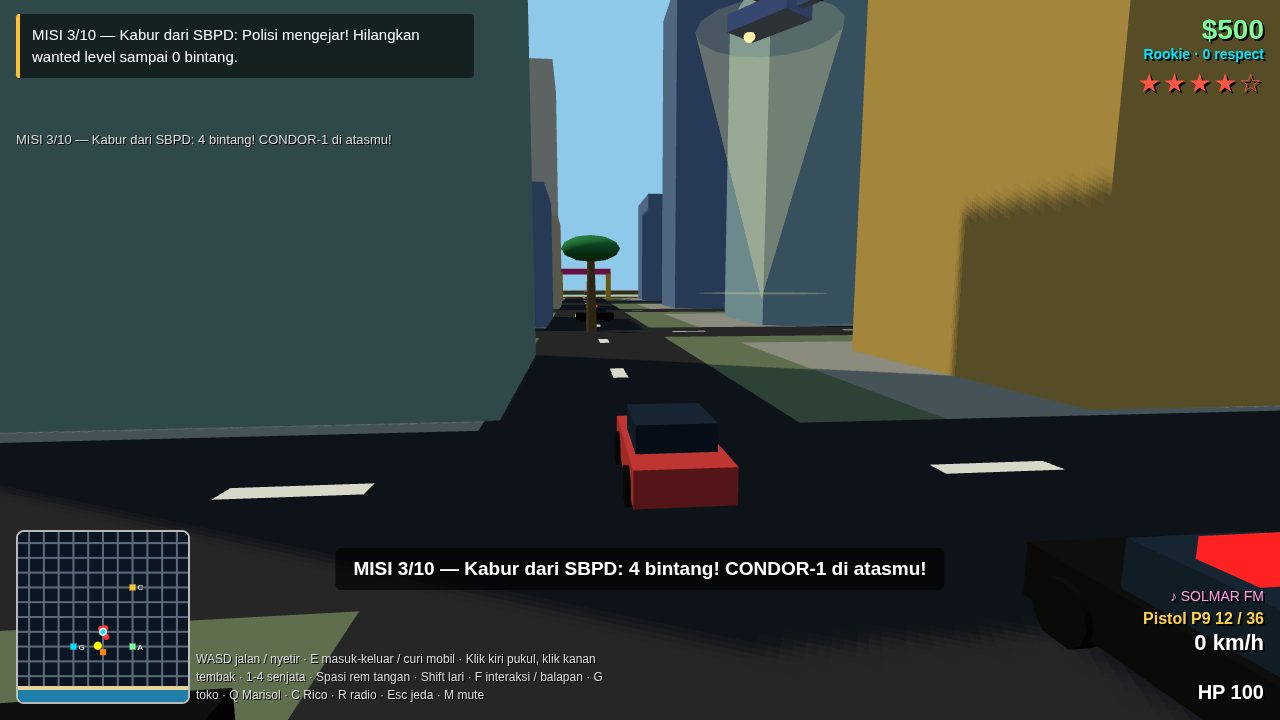 MISI 3/10 — Kabur dari SBPD: Polisi mengejar! Hilangkan
wanted level sampai 0 bintang.
$500
Rookie · 0 respect
★★★★☆
MISI 3/10 — Kabur dari SBPD: 4 bintang! CONDOR-1 di atasmu!
MISI 3/10 — Kabur dari SBPD: 4 bintang! CONDOR-1 di atasmu!
C
G
A
♪ SOLMAR FM
Pistol P9 12 / 36
0 km/h
HP 100
WASD jalan / nyetir · E masuk-keluar / curi mobil · Klik kiri pukul, klik kanan
tembak · 1-4 senjata · Spasi rem tangan · Shift lari · F interaksi / balapan · G
toko · Q Marisol · C Rico · R radio · Esc jeda · M mute